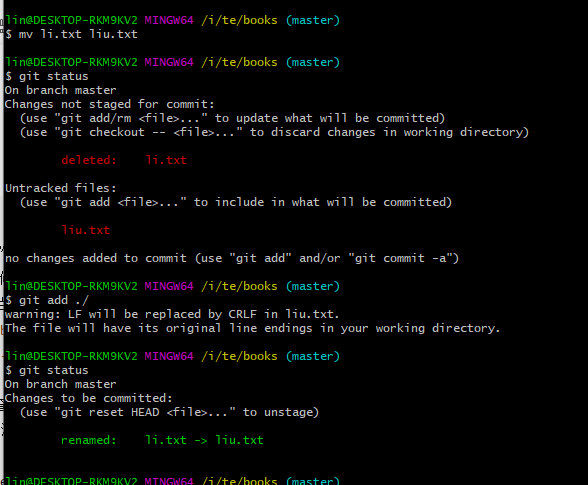 lin@DESKTOP-RKM9KV2 MINGW64 /i/te/books (master)
$ mv li.txt liu.txt
lin@DESKTOP-RKM9KV2 MINGW64 /i/te/books (master)
$ git status
On branch master
Changes not staged for commit:
(use "git add/rm <file>..." to update what will be committed)
(use "git checkout -- <file>..." to discard changes in working directory)
deleted: li.txt
Untracked files:
(use "git add <file>..." to include in what will be committed)
liu.txt
no changes added to commit (use "git add" and/or "git commit -a")
lin@DESKTOP-RKM9KV2 MINGW64 /i/te/books (master)
$ git add ./
warning: LF will be replaced by CRLF in liu.txt.
The file will have its original line endings in your working directory.
lin@DESKTOP-RKM9KV2 MINGW64 /i/te/books (master)
$ git status
On branch master
Changes to be committed:
(use "git reset HEAD <file>..." to unstage)
renamed: li.txt -> liu.txt
lin@DESKTOP-RKM9KV2 MINGW64 /i/te/books (master)